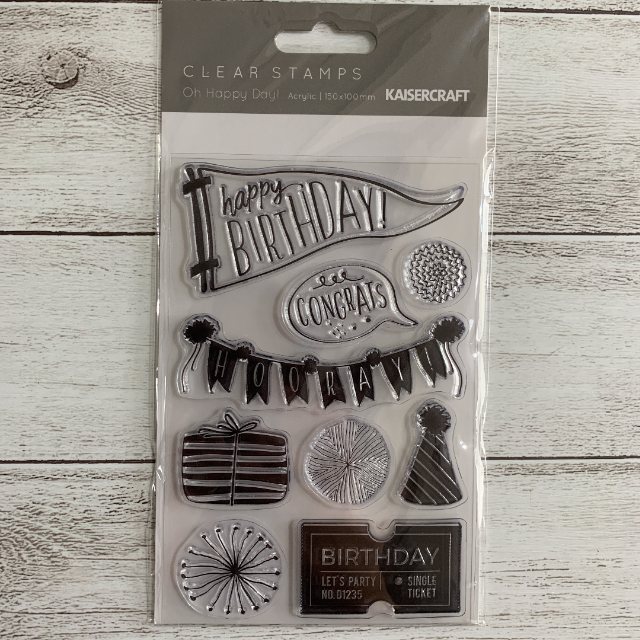 CLEAR STAMPS
Oh Happy Day! Acrylic | 150x100mm KAISERCRAFT
happy
BIRTHDAY!
CONGRATS
HOORAY!
BIRTHDAY
LET'S PARTY SINGLE
NO. 01235 TICKET